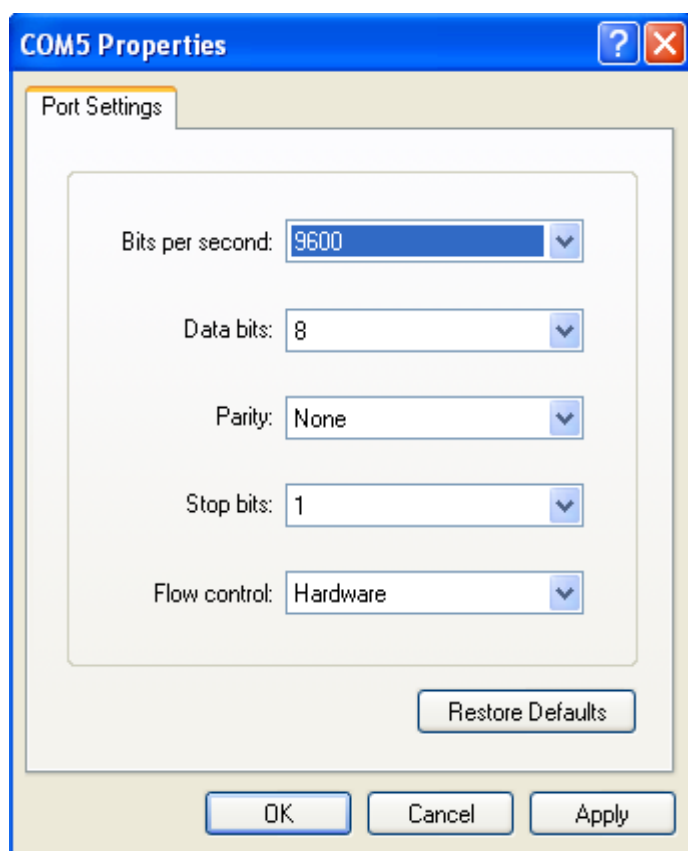 COM5 Properties
Port Settings
Bits per second: 9600
Data bits: 8
Parity: None
Stop bits: 1
Flow control: Hardware
Restore Defaults
OK Cancel Apply